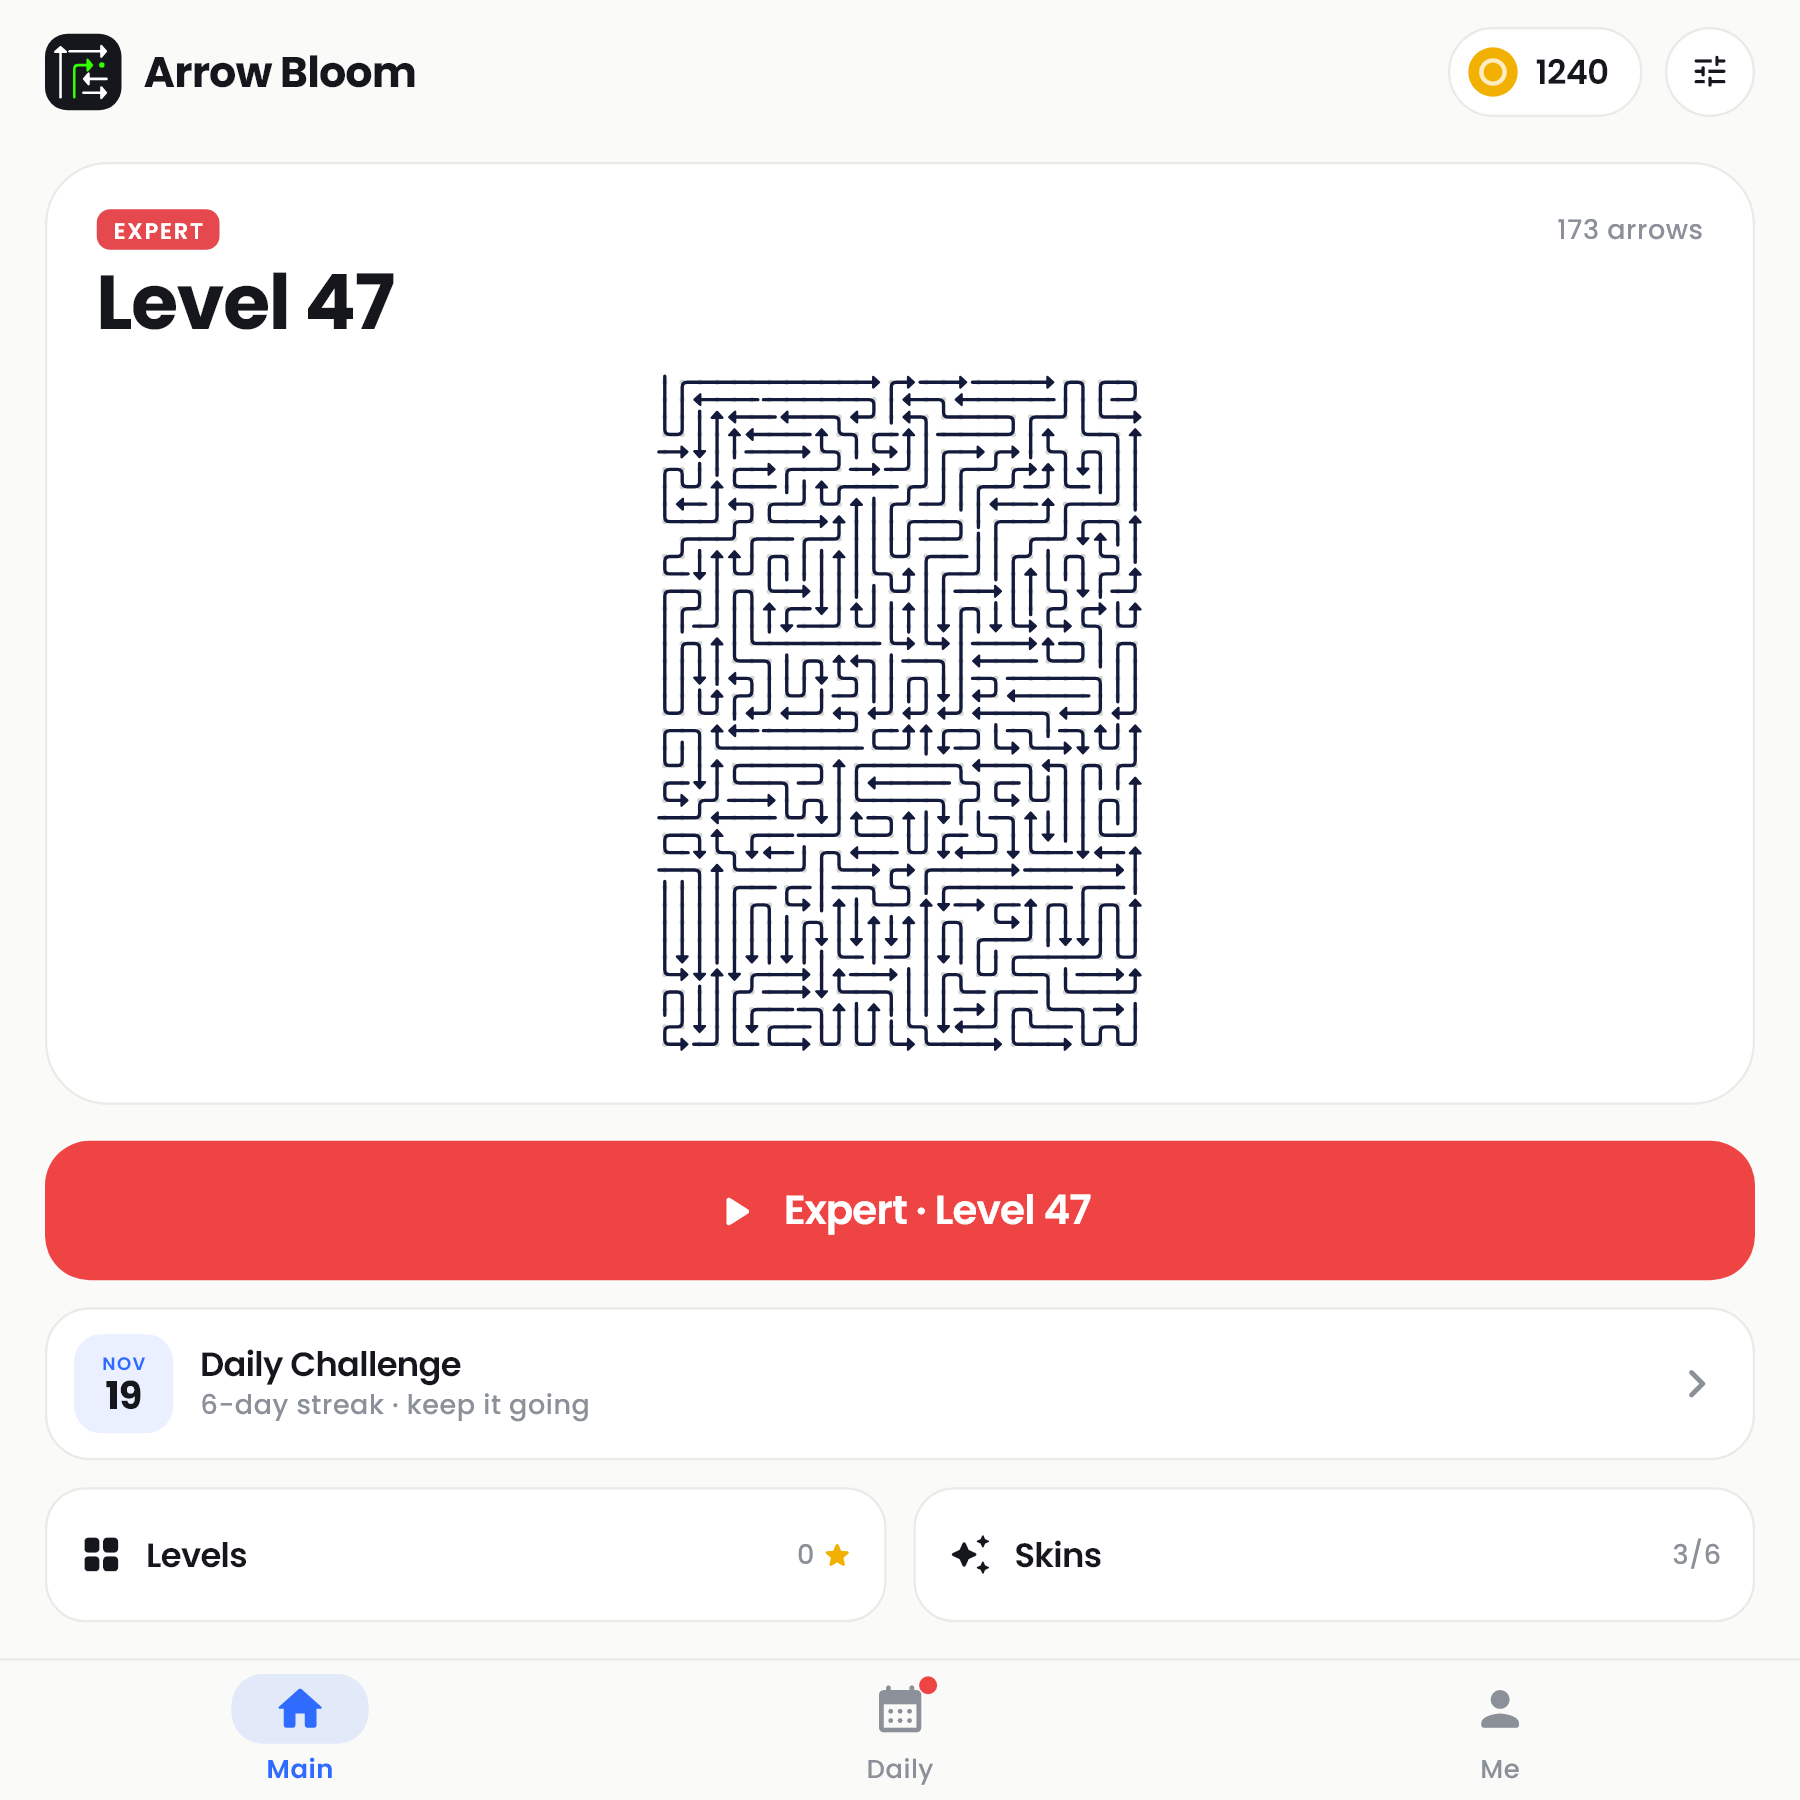 Arrow Bloom
1240
EXPERT
173 arrows
Level 47
Expert · Level 47
NOV
19
Daily Challenge
6-day streak · keep it going
Levels
0
Skins
3/6
Main
Daily
Me